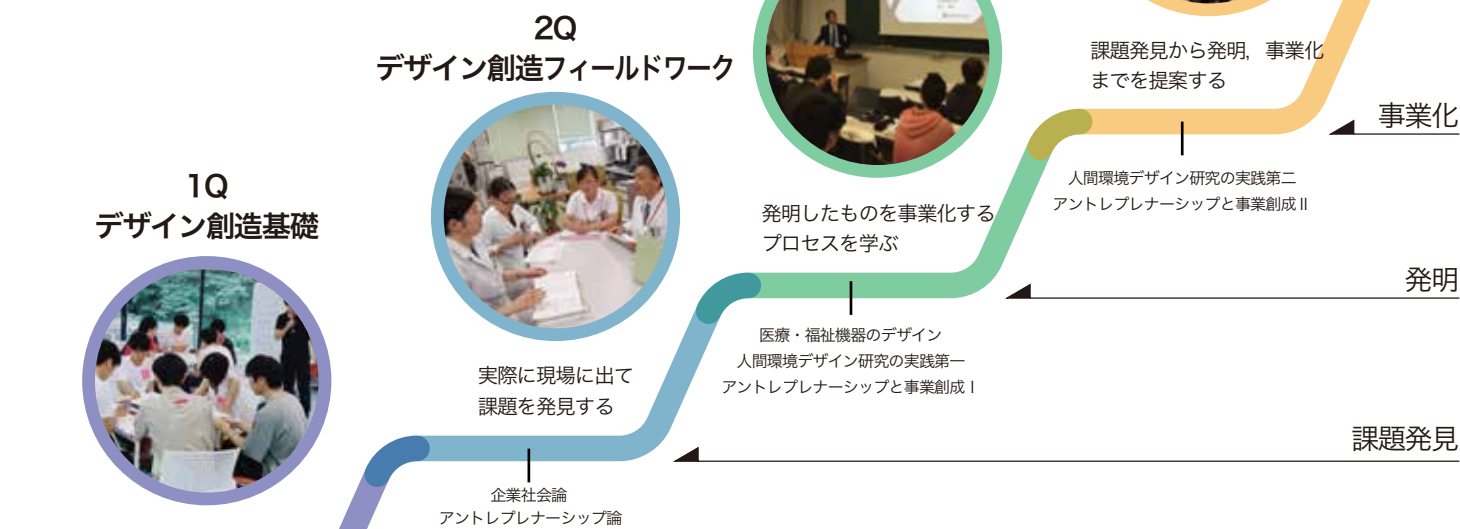 1Q
デザイン創造基礎
2Q
デザイン創造フィールドワーク
実際に現場に出て
課題を発見する
企業社会論
アントレプレナーシップ論
発明したものを事業化する
プロセスを学ぶ
医療・福祉機器のデザイン
人間環境デザイン研究の実践第一
アントレプレナーシップと事業創成 I
課題発見から発明，事業化
までを提案する
人間環境デザイン研究の実践第二
アントレプレナーシップと事業創成 II
事業化
発明
課題発見